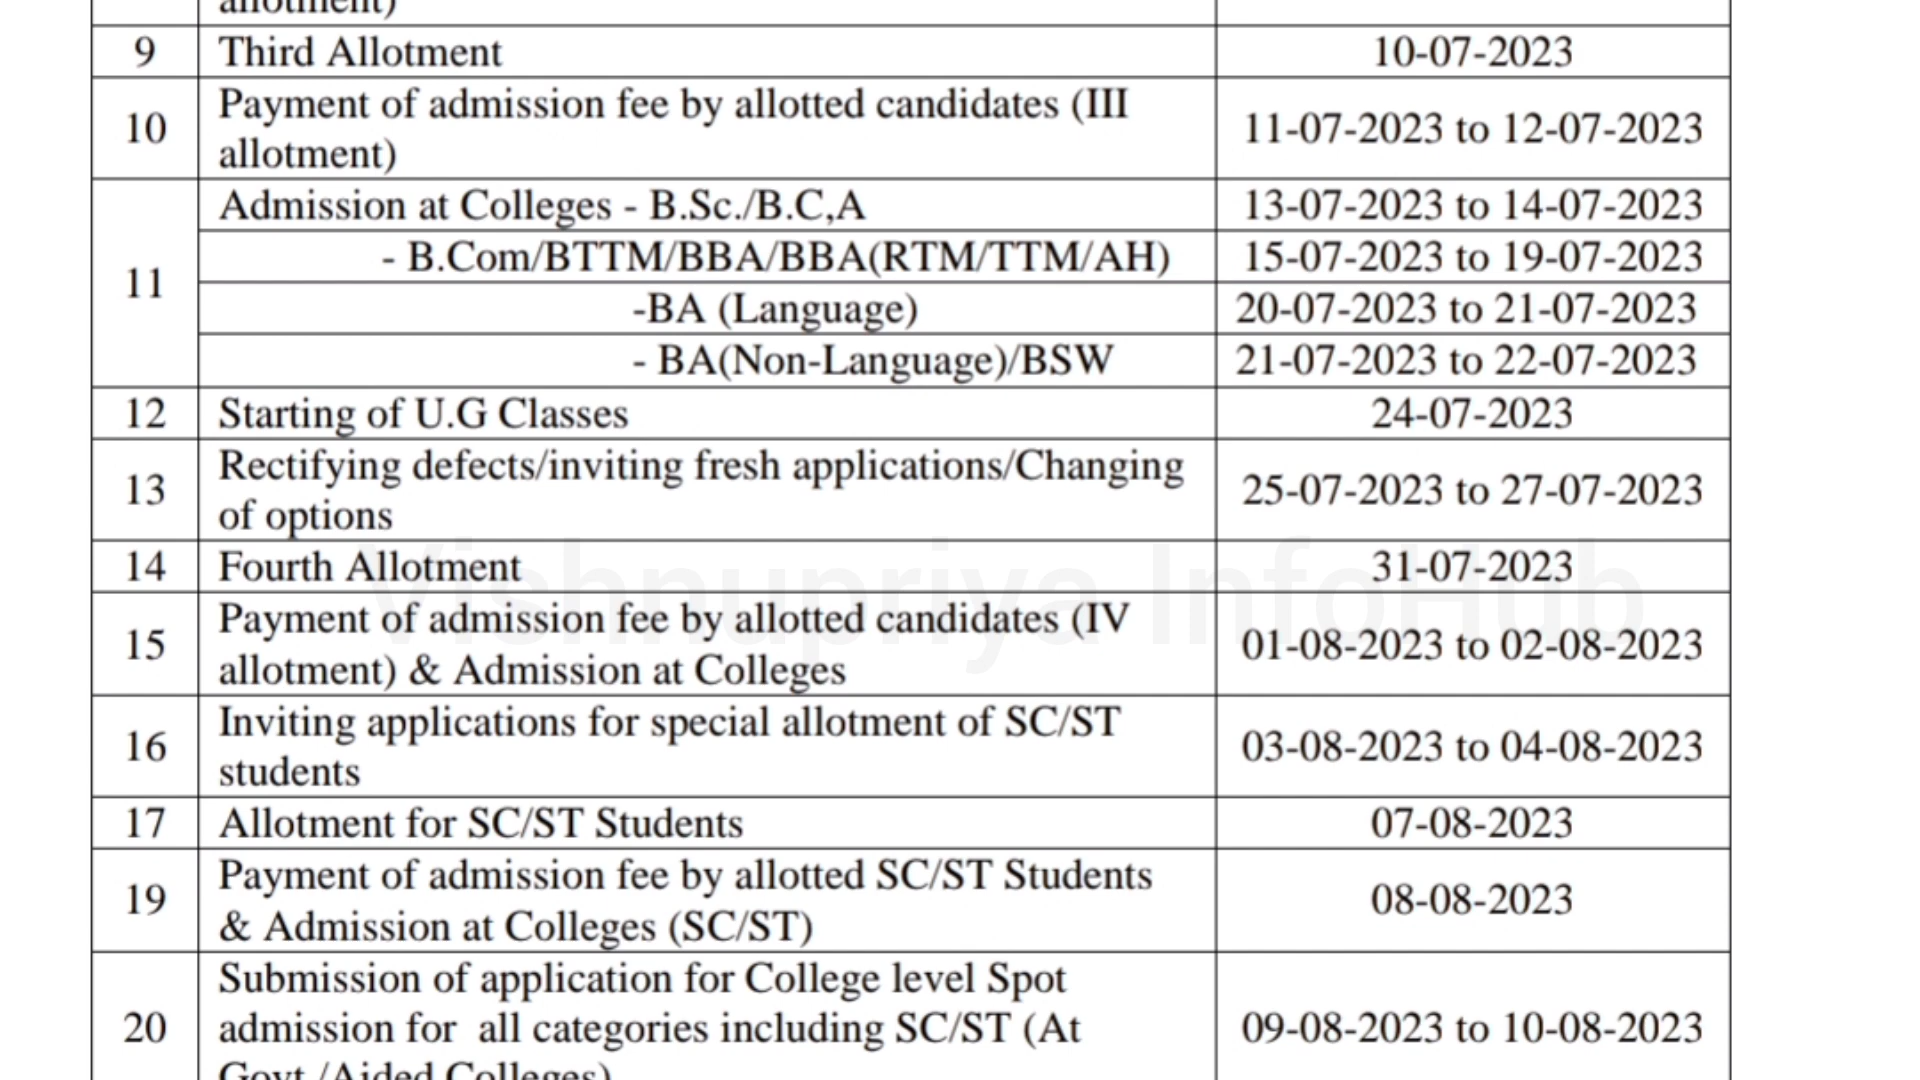 allotment)
9 Third Allotment 10-07-2023
10 Payment of admission fee by allotted candidates (III
allotment) 11-07-2023 to 12-07-2023
11 Admission at Colleges - B.Sc./B.C,A 13-07-2023 to 14-07-2023
- B.Com/BTTM/BBA/BBA(RTM/TTM/AH) 15-07-2023 to 19-07-2023
-BA (Language) 20-07-2023 to 21-07-2023
- BA(Non-Language)/BSW 21-07-2023 to 22-07-2023
12 Starting of U.G Classes 24-07-2023
13 Rectifying defects/inviting fresh applications/Changing
of options 25-07-2023 to 27-07-2023
14 Fourth Allotment 31-07-2023
Vishnupriya InfoHub
15 Payment of admission fee by allotted candidates (IV
allotment) & Admission at Colleges 01-08-2023 to 02-08-2023
16 Inviting applications for special allotment of SC/ST
students 03-08-2023 to 04-08-2023
17 Allotment for SC/ST Students 07-08-2023
19 Payment of admission fee by allotted SC/ST Students
& Admission at Colleges (SC/ST) 08-08-2023
20 Submission of application for College level Spot
admission for all categories including SC/ST (At
Govt./Aided Colleges) 09-08-2023 to 10-08-2023